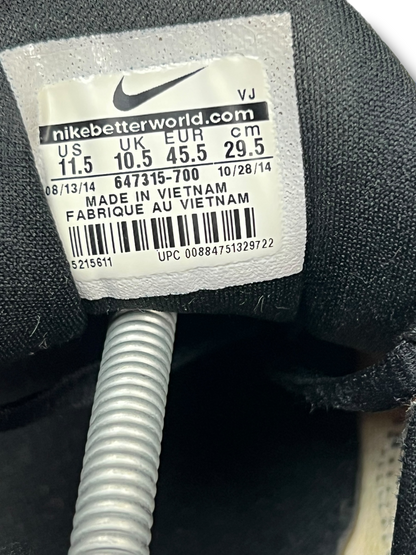 VJ
nikebetterworld.com
US UK EUR cm
11.5 10.5 45.5 29.5
08/13/14 647315-700 10/28/14
MADE IN VIETNAM
FABRIQUE AU VIETNAM
5215611 UPC 00884751329722